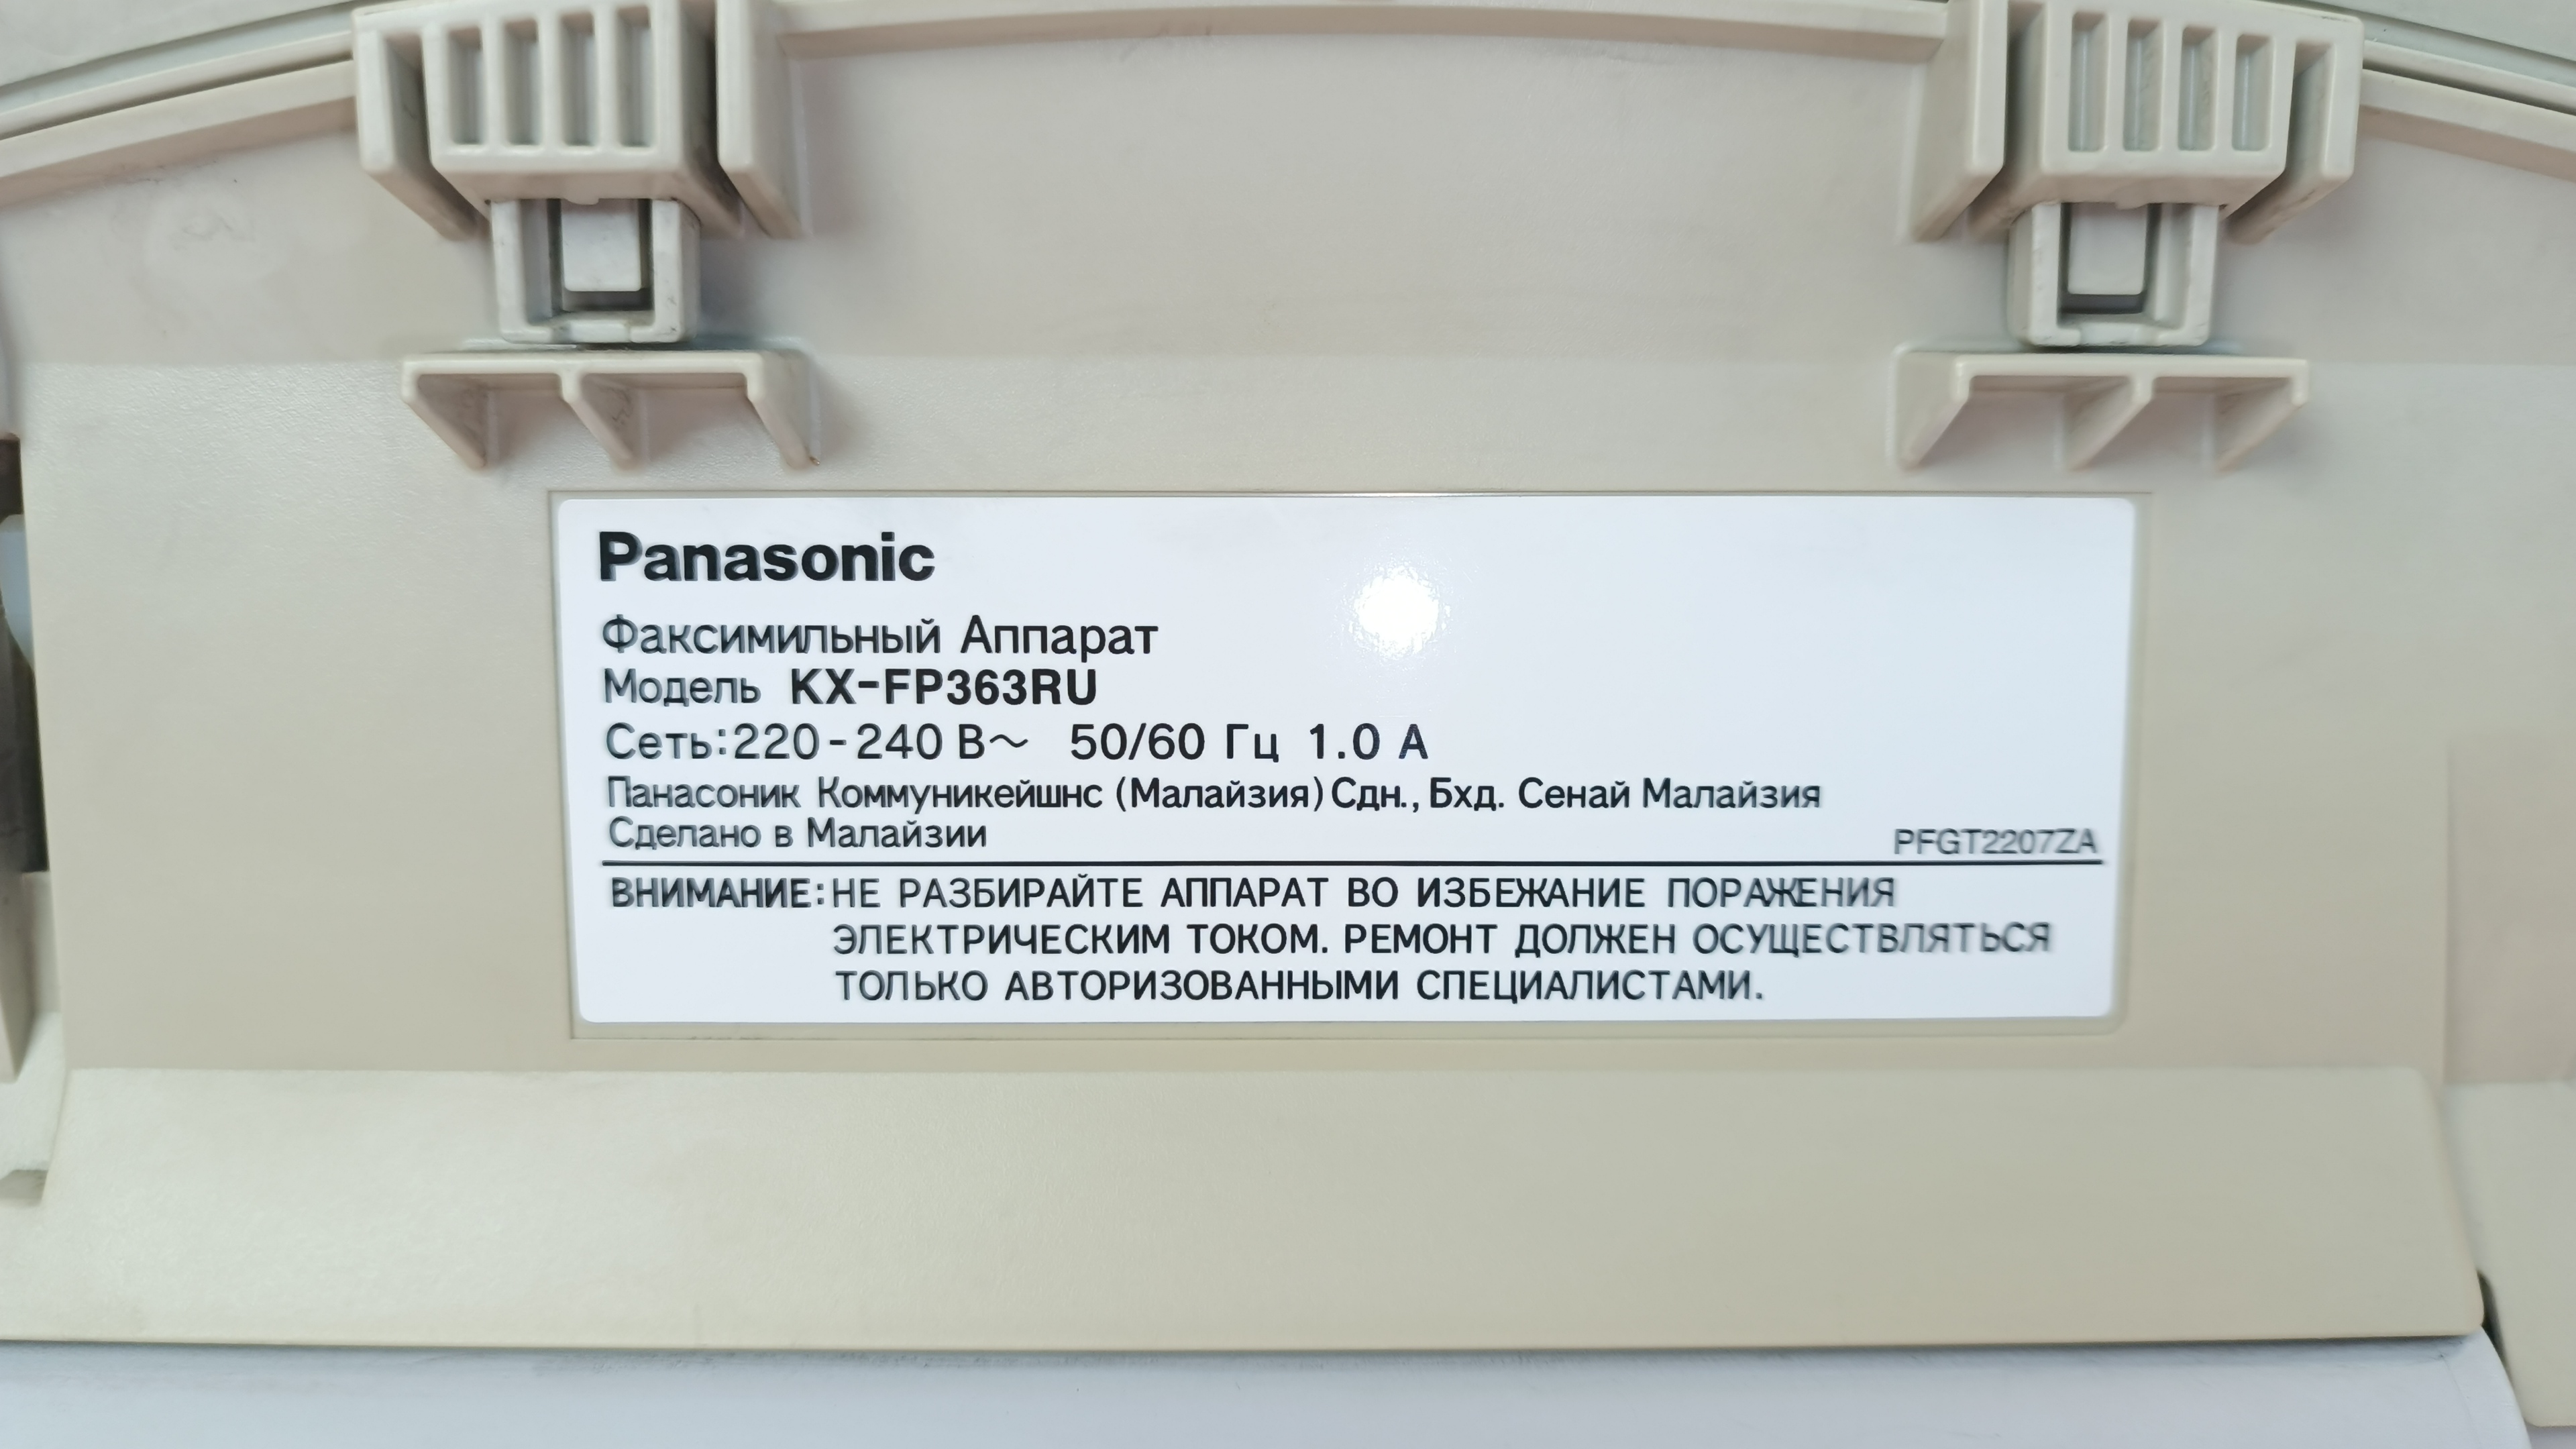 Panasonic
Факсимильный Аппарат
Модель KX-FP363RU
Сеть:220-240 В～ 50/60 Гц 1.0 А
Панасоник Коммуникейшнс (Малайзия) Сдн., Бхд. Сенай Малайзия
Сделано в Малайзии PFGT2207ZA
ВНИМАНИЕ: НЕ РАЗБИРАЙТЕ АППАРАТ ВО ИЗБЕЖАНИЕ ПОРАЖЕНИЯ
ЭЛЕКТРИЧЕСКИМ ТОКОМ. РЕМОНТ ДОЛЖЕН ОСУЩЕСТВЛЯТЬСЯ
ТОЛЬКО АВТОРИЗОВАННЫМИ СПЕЦИАЛИСТАМИ.